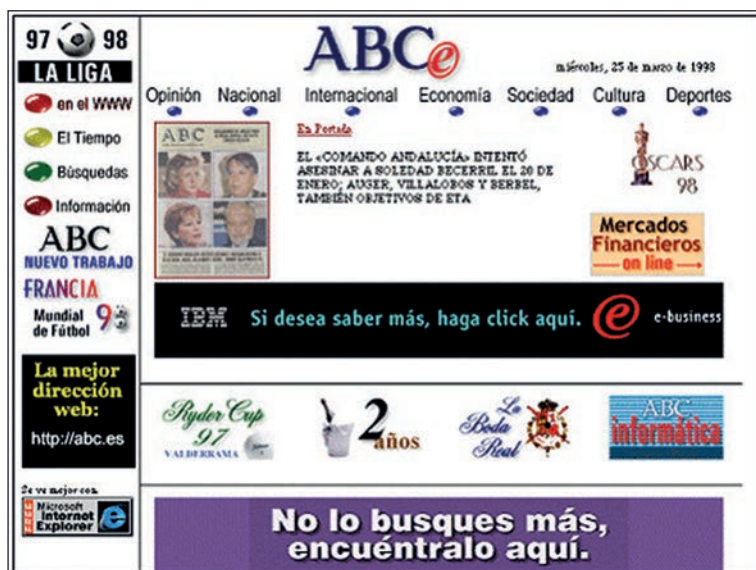 97 98
LA LIGA
en el WWW
El Tiempo
Búsquedas
Información
ABC
NUEVO TRABAJO
FRANCIA
Mundial 98
de Fútbol
La mejor
dirección
web:
http://abc.es
Se ve mejor con
Microsoft
Internet
Explorer
ABCe
miércoles, 25 de marzo de 1998
Opinión Nacional Internacional Economía Sociedad Cultura Deportes
ABC
En Portada
EL «COMANDO ANDALUCÍA» INTENTÓ
ASESINAR A SOLEDAD BECERRIL EL 20 DE
ENERO; AUGER, VILLALOBOS Y BERBEL,
TAMBIÉN OBJETIVOS DE ETA
OSCARS
98
Mercados
Financieros
on line
IBM Si desea saber más, haga click aquí. e e-business
Ryder Cup
97
VALDERRAMA
2 años
La
Boda
Real
ABC
informática
No lo busques más,
encuéntralo aquí.